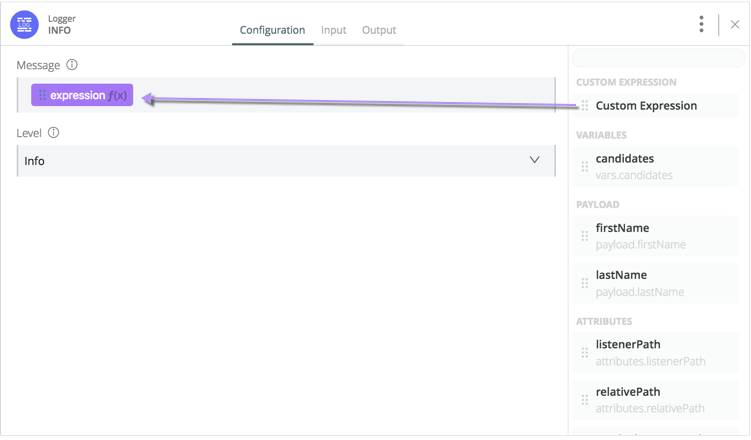 Logger
INFO
Configuration Input Output
Message
expression ƒ(x)
Level
Info
CUSTOM EXPRESSION
Custom Expression
VARIABLES
candidates
vars.candidates
PAYLOAD
firstName
payload.firstName
lastName
payload.lastName
ATTRIBUTES
listenerPath
attributes.listenerPath
relativePath
attributes.relativePath